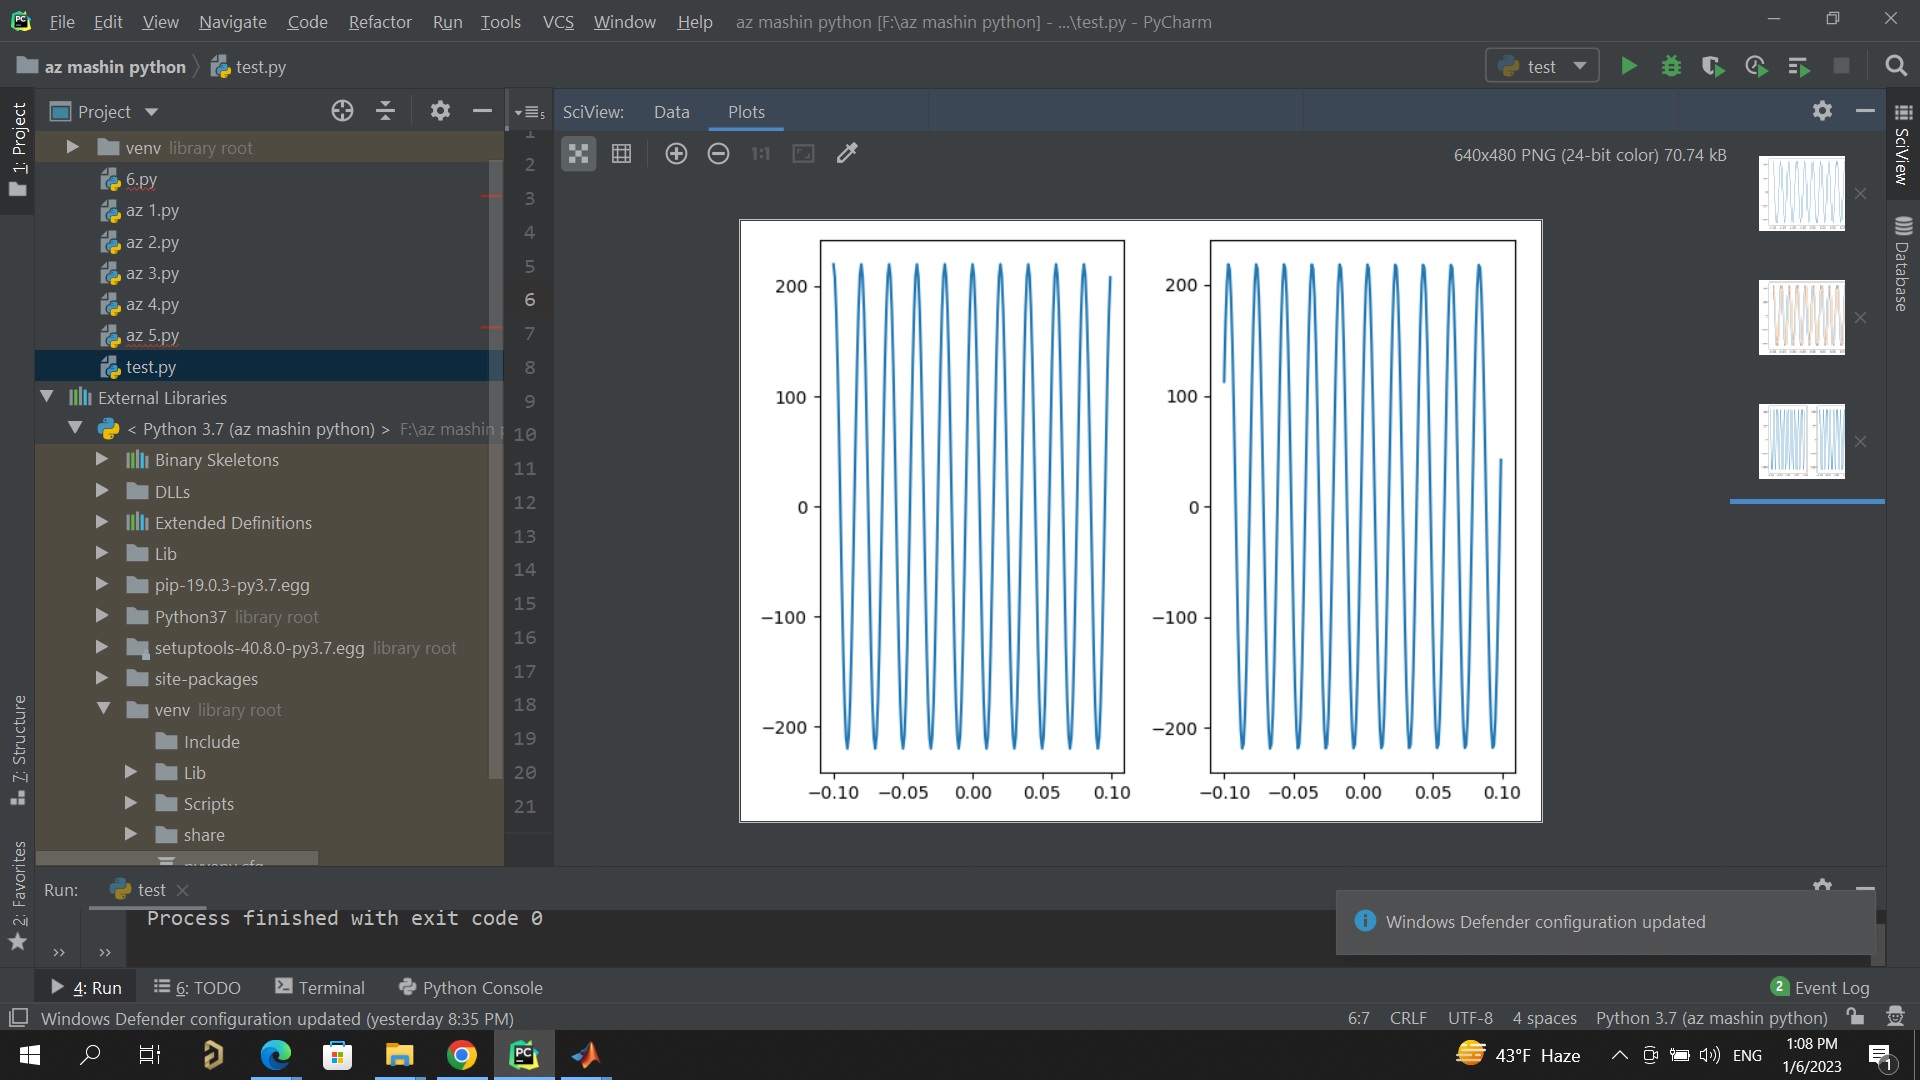 File Edit View Navigate Code Refactor Run Tools VCS Window Help az mashin python [F:\az mashin python] - ...\test.py - PyCharm
az mashin python test.py
test
1: Project
Project
SciView: Data Plots
venv library root
6.py
az 1.py
az 2.py
az 3.py
az 4.py
az 5.py
test.py
External Libraries
< Python 3.7 (az mashin python) > F:\az mashin
Binary Skeletons
DLLs
Extended Definitions
Lib
pip-19.0.3-py3.7.egg
Python37 library root
setuptools-40.8.0-py3.7.egg library root
site-packages
venv library root
Include
Lib
Scripts
share
pyvenv.cfg
5
1
2
3
4
5
6
7
8
9
10
11
12
13
14
15
16
17
18
19
20
21
1:1
640x480 PNG (24-bit color) 70.74 kB
200
100
0
−100
−200
−0.10 −0.05 0.00 0.05 0.10
200
100
0
−100
−200
−0.10 −0.05 0.00 0.05 0.10
SciView
Database
7: Structure
2: Favorites
Run: test
Process finished with exit code 0
Windows Defender configuration updated
4: Run 6: TODO Terminal Python Console 2 Event Log
Windows Defender configuration updated (yesterday 8:35 PM) 6:7 CRLF UTF-8 4 spaces Python 3.7 (az mashin python)
PC
43°F Haze ENG
1:08 PM
1/6/2023
1